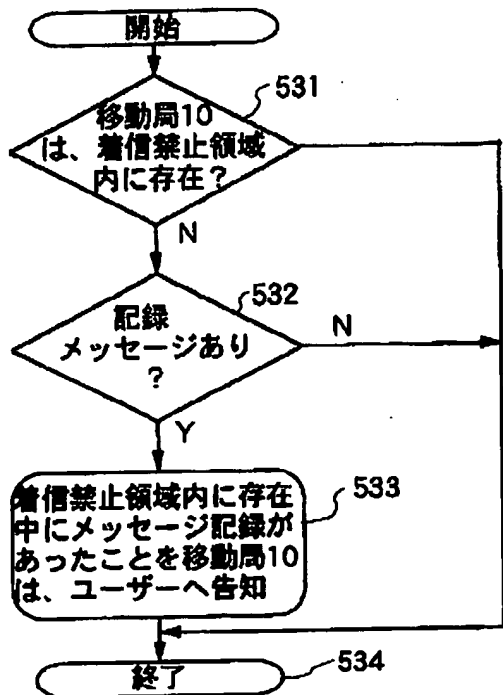 開始
531
移動局10
は、着信禁止領域
内に存在?
N
532
記録
メッセージあり
?
N
Y
533
着信禁止領域内に存在
中にメッセージ記録が
あったことを移動局10
は、ユーザーへ告知
終了
534